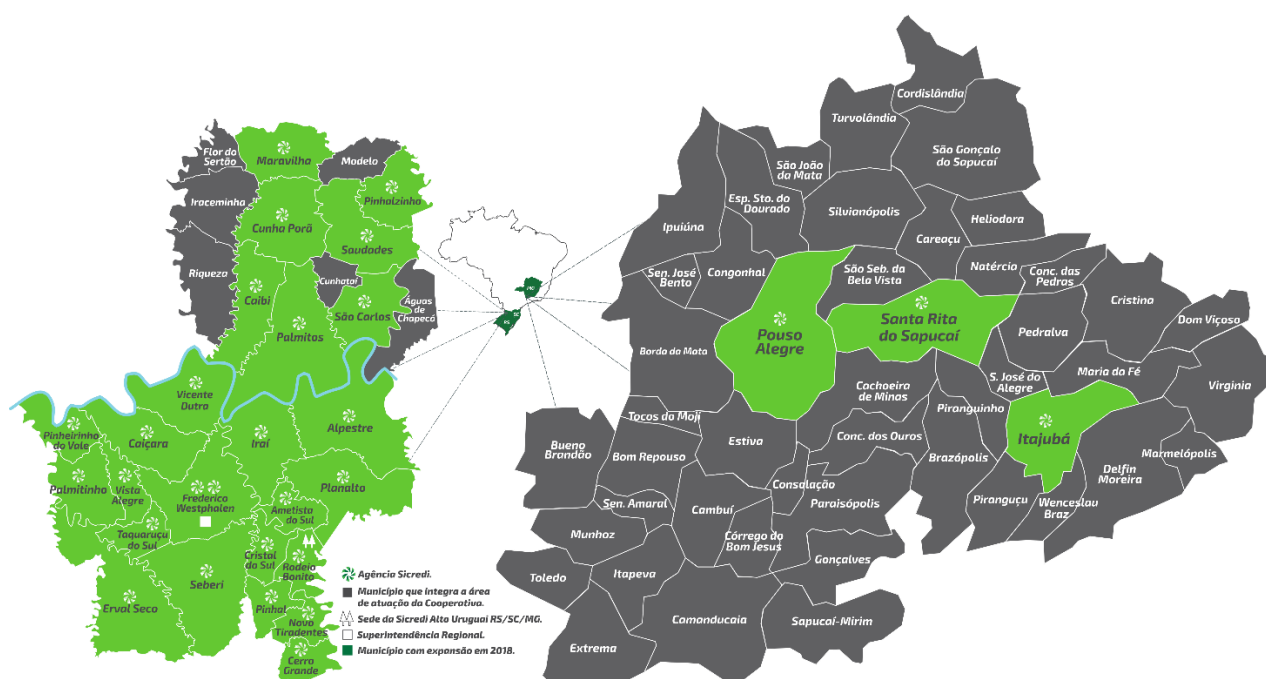 Flor do
Sertão
Maravilha
Modelo
Iraceminha
Pinhalzinho
Cunha Porã
Saudades
Riqueza
Cunhataí
Caibi
São Carlos
Águas
de
Chapecó
Palmitos
Vicente
Dutra
Pinheirinho
do Vale
Caiçara
Iraí
Alpestre
Palmitinho
Vista
Alegre
Frederico
Westphalen
Planalto
Ametista
do Sul
Taquaruçu
do Sul
Cristal
do Sul
Rodeio
Bonito
Seberi
Erval Seco
Pinhal
Novo
Tiradentes
Cerro
Grande
MG
SC
RS
Agência Sicredi.
Município que integra a área
de atuação da Cooperativa.
Sede da Sicredi Alto Uruguai RS/SC/MG.
Superintendência Regional.
Município com expansão em 2018.
Cordislândia
Turvolândia
São Gonçalo
do Sapucaí
São João
da Mata
Esp. Sto. do
Dourado
Silvianópolis
Heliodora
Ipuiúna
Careaçu
Sen. José
Bento
Congonhal
São Seb. da
Bela Vista
Natércia
Conc. das
Pedras
Cristina
Dom Viçoso
Pouso
Alegre
Santa Rita
do Sapucaí
Pedralva
Borda da Mata
Maria da Fé
Virginia
S. José do
Alegre
Cachoeira
de Minas
Piranguinho
Tocos do Moji
Itajubá
Bueno
Brandão
Bom Repouso
Estiva
Conc. dos Ouros
Brazópolis
Marmelópolis
Delfin
Moreira
Consolação
Paraisópolis
Piranguçu
Wenceslau
Braz
Sen. Amaral
Cambuí
Munhoz
Córrego do
Bom Jesus
Gonçalves
Toledo
Itapeva
Camanducaia
Sapucaí-Mirim
Extrema